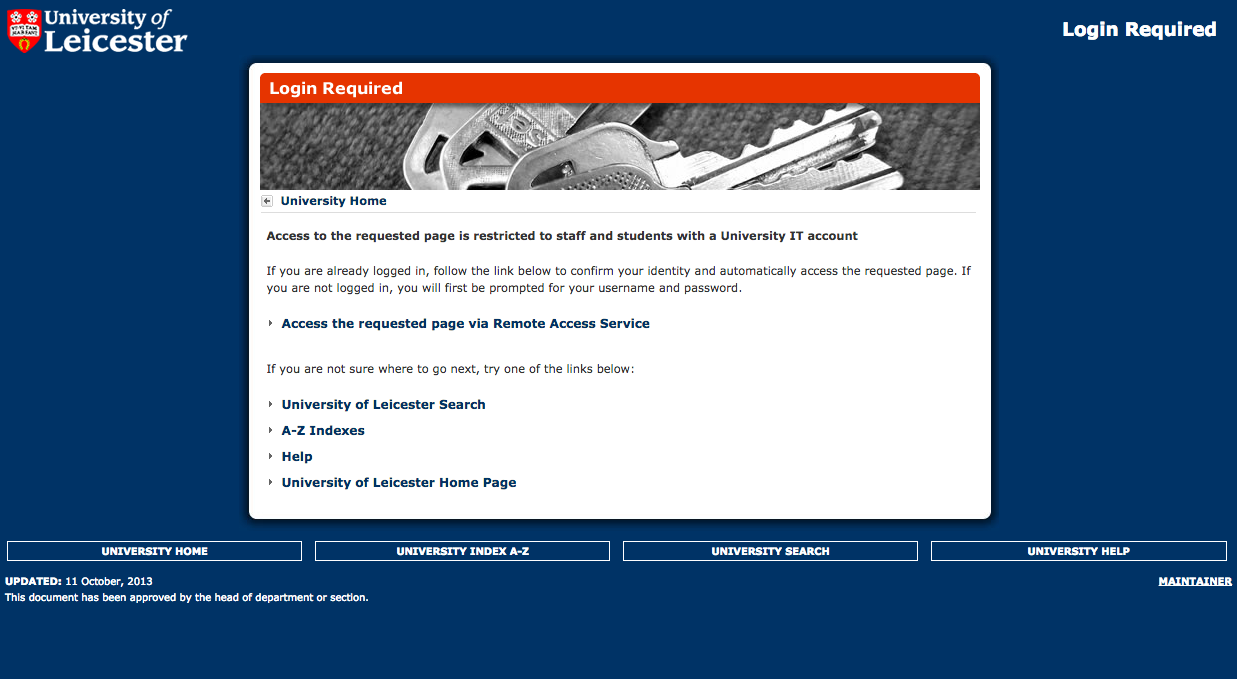 University of
Leicester
Login Required
Login Required
University Home
Access to the requested page is restricted to staff and students with a University IT account
If you are already logged in, follow the link below to confirm your identity and automatically access the requested page. If
you are not logged in, you will first be prompted for your username and password.
Access the requested page via Remote Access Service
If you are not sure where to go next, try one of the links below:
University of Leicester Search
A-Z Indexes
Help
University of Leicester Home Page
UNIVERSITY HOME
UNIVERSITY INDEX A-Z
UNIVERSITY SEARCH
UNIVERSITY HELP
UPDATED: 11 October, 2013
MAINTAINER
This document has been approved by the head of department or section.